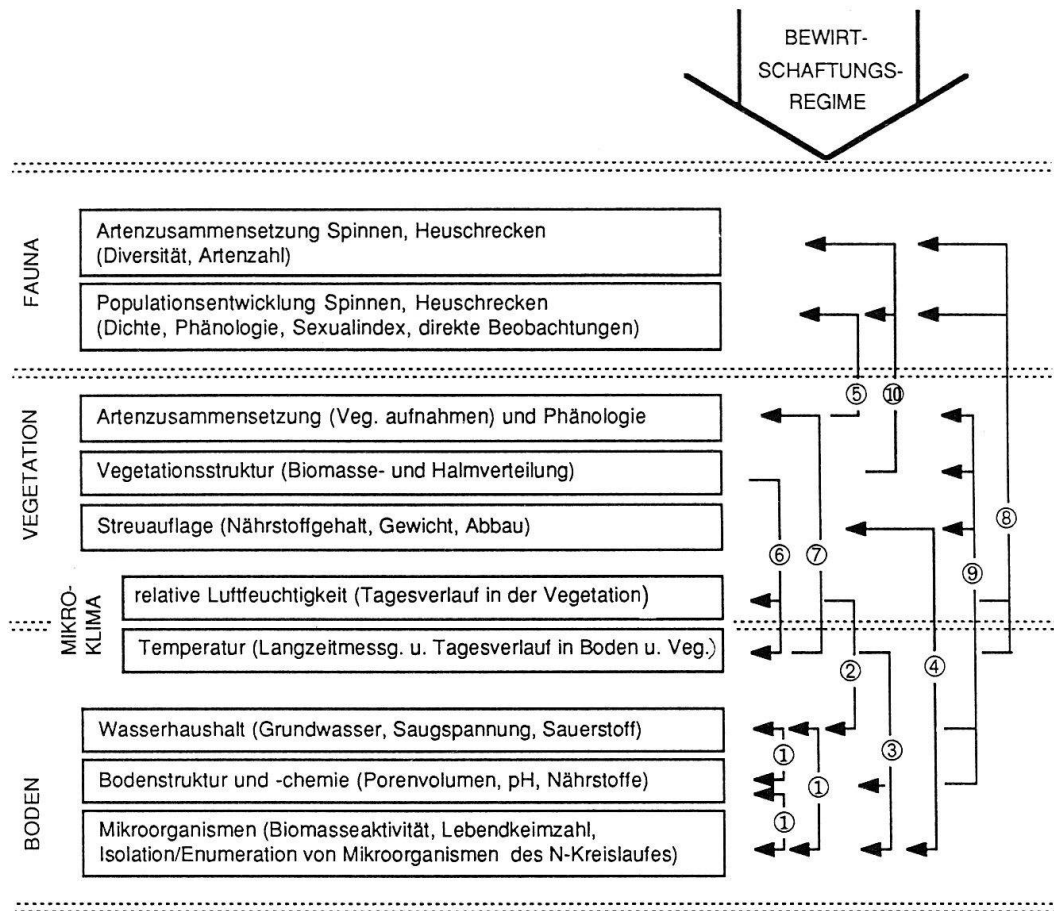 BEWIRT-
SCHAFTUNGS-
REGIME
FAUNA
Artenzusammensetzung Spinnen, Heuschrecken
(Diversität, Artenzahl)
Populationsentwicklung Spinnen, Heuschrecken
(Dichte, Phänologie, Sexualindex, direkte Beobachtungen)
⑤
⑩
VEGETATION
Artenzusammensetzung (Veg. aufnahmen) und Phänologie
Vegetationsstruktur (Biomasse- und Halmverteilung)
Streuauflage (Nährstoffgehalt, Gewicht, Abbau)
⑧
⑥
⑦
⑨
MIKRO-
KLIMA
relative Luftfeuchtigkeit (Tagesverlauf in der Vegetation)
Temperatur (Langzeitmessg. u. Tagesverlauf in Boden u. Veg.)
②
④
BODEN
Wasserhaushalt (Grundwasser, Saugspannung, Sauerstoff)
①
③
Bodenstruktur und -chemie (Porenvolumen, pH, Nährstoffe)
①
①
Mikroorganismen (Biomasseaktivität, Lebendkeimzahl,
Isolation/Enumeration von Mikroorganismen des N-Kreislaufes)